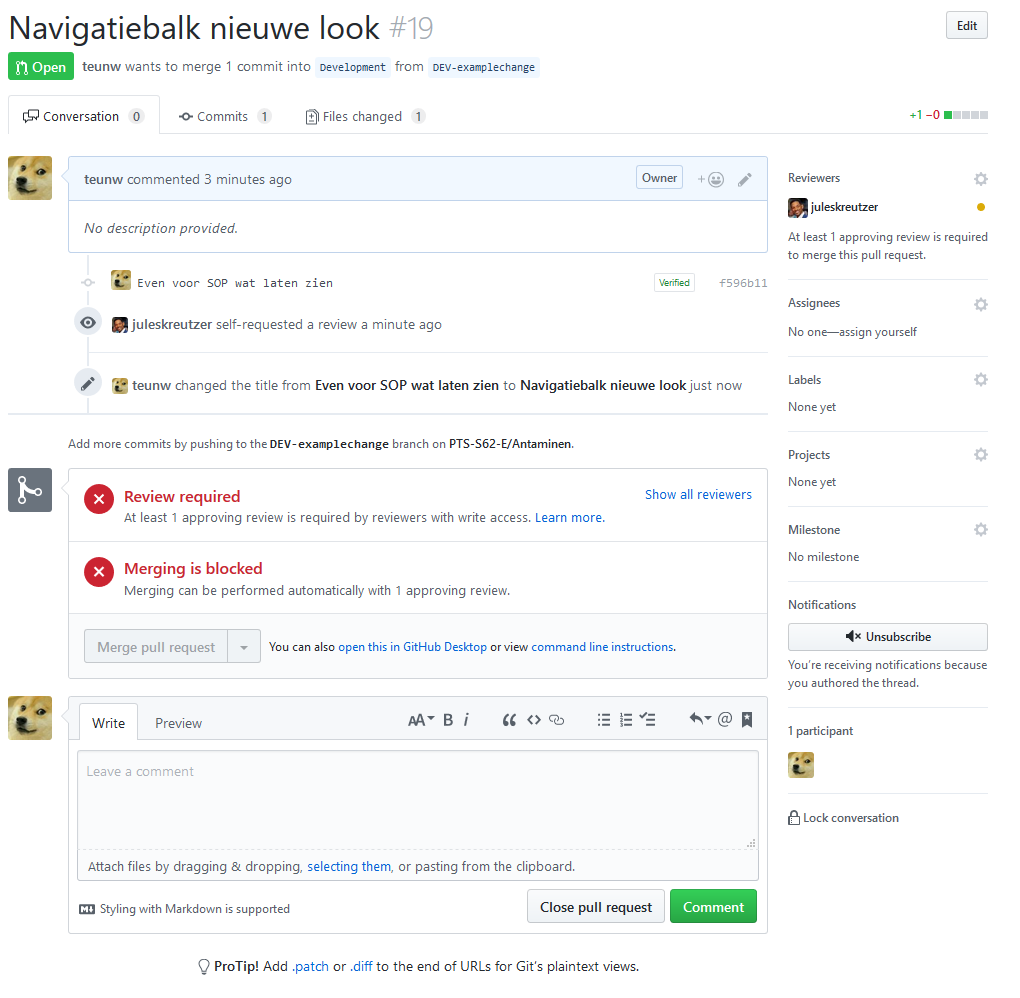 Navigatiebalk nieuwe look #19
Edit
Open
teunw wants to merge 1 commit into Development from DEV-examplechange
Conversation 0
Commits 1
Files changed 1
+1 −0
teunw commented 3 minutes ago
Owner
No description provided.
Even voor SOP wat laten zien
Verified
f596b11
juleskreutzer self-requested a review a minute ago
teunw changed the title from Even voor SOP wat laten zien to Navigatiebalk nieuwe look just now
Add more commits by pushing to the DEV-examplechange branch on PTS-S62-E/Antaminen.
Review required
Show all reviewers
At least 1 approving review is required by reviewers with write access. Learn more.
Merging is blocked
Merging can be performed automatically with 1 approving review.
Merge pull request
You can also open this in GitHub Desktop or view command line instructions.
Write
Preview
AA B i
Leave a comment
Attach files by dragging & dropping, selecting them, or pasting from the clipboard.
Styling with Markdown is supported
Close pull request
Comment
ProTip! Add .patch or .diff to the end of URLs for Git's plaintext views.
Reviewers
juleskreutzer
At least 1 approving review is required
to merge this pull request.
Assignees
No one—assign yourself
Labels
None yet
Projects
None yet
Milestone
No milestone
Notifications
Unsubscribe
You're receiving notifications because
you authored the thread.
1 participant
Lock conversation